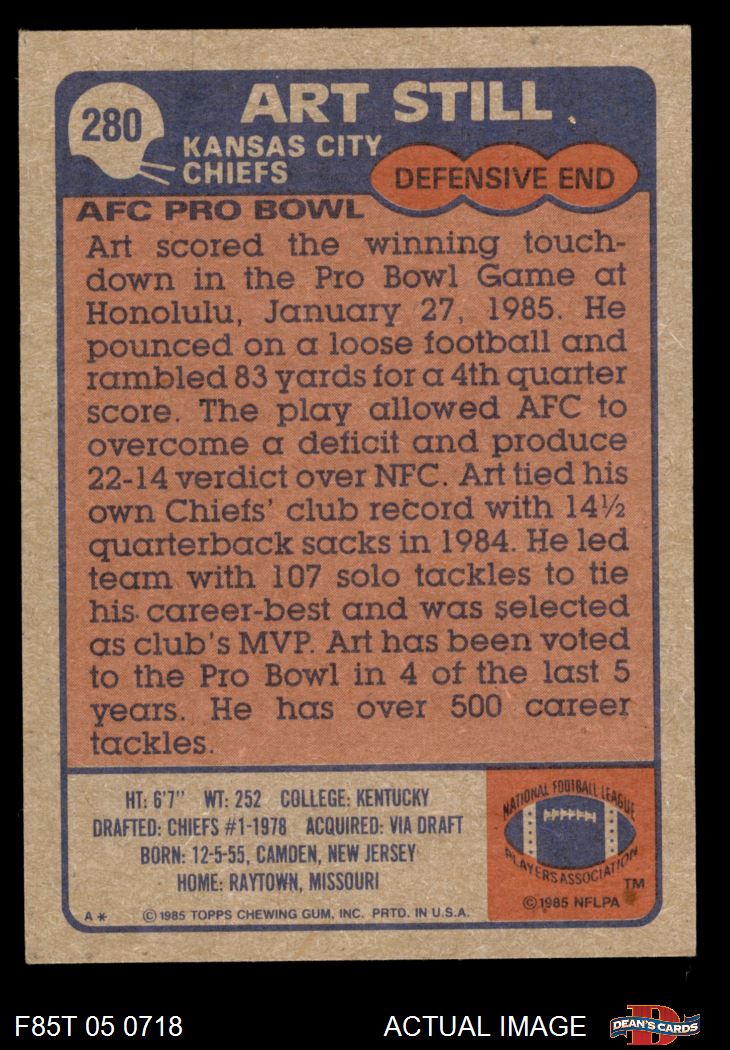 280
ART STILL
KANSAS CITY
CHIEFS
DEFENSIVE END
AFC PRO BOWL
Art scored the winning touch-
down in the Pro Bowl Game at
Honolulu, January 27, 1985. He
pounced on a loose football and
rambled 83 yards for a 4th quarter
score. The play allowed AFC to
overcome a deficit and produce
22-14 verdict over NFC. Art tied his
own Chiefs' club record with 14½
quarterback sacks in 1984. He led
team with 107 solo tackles to tie
his career-best and was selected
as club's MVP. Art has been voted
to the Pro Bowl in 4 of the last 5
years. He has over 500 career
tackles.
HT: 6'7" WT: 252 COLLEGE: KENTUCKY
DRAFTED: CHIEFS #1-1978 ACQUIRED: VIA DRAFT
BORN: 12-5-55, CAMDEN, NEW JERSEY
HOME: RAYTOWN, MISSOURI
A * © 1985 TOPPS CHEWING GUM, INC. PRTD. IN U.S.A.
NATIONAL FOOTBALL LEAGUE
PLAYERS ASSOCIATION
TM
© 1985 NFLPA
F85T 05 0718
ACTUAL IMAGE
D
DEAN'S CARDS